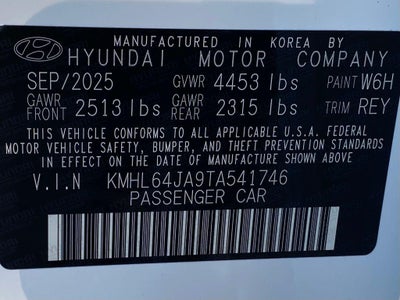 MANUFACTURED IN KOREA BY
HYUNDAI MOTOR COMPANY
SEP/2025 GVWR 4453 lbs PAINT W6H
GAWR FRONT 2513 lbs GAWR REAR 2315 lbs TRIM REY
THIS VEHICLE CONFORMS TO ALL APPLICABLE U.S.A. FEDERAL
MOTOR VEHICLE SAFETY, BUMPER, AND THEFT PREVENTION STANDARDS
IN EFFECT ON THE DATE OF MANUFACTURE SHOWN ABOVE.
V.I.N KMHL64JA9TA541746
PASSENGER CAR